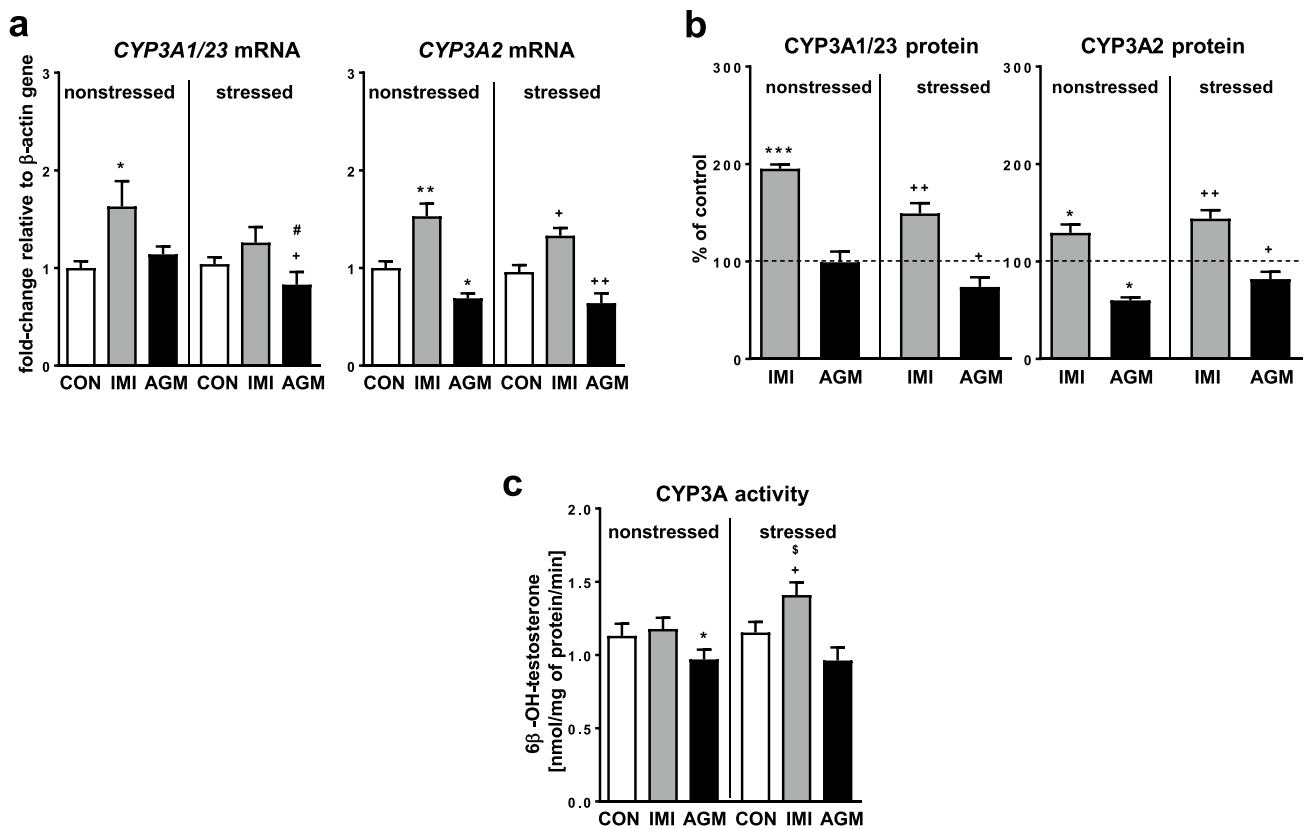 a
CYP3A1/23 mRNA
fold-change relative to β-actin gene
3
2
1
0
nonstressed
stressed
*
#
+
CON IMI AGM CON IMI AGM
CYP3A2 mRNA
3
2
1
0
nonstressed
stressed
**
*
+
++
CON IMI AGM CON IMI AGM
b
CYP3A1/23 protein
% of control
300
200
100
0
nonstressed
stressed
***
++
+
IMI AGM IMI AGM
CYP3A2 protein
300
200
100
0
nonstressed
stressed
*
*
++
+
IMI AGM IMI AGM
c
CYP3A activity
6β -OH-testosterone
[nmol/mg of protein/min]
2.0
1.5
1.0
0.5
0.0
nonstressed
stressed
*
$
+
CON IMI AGM CON IMI AGM